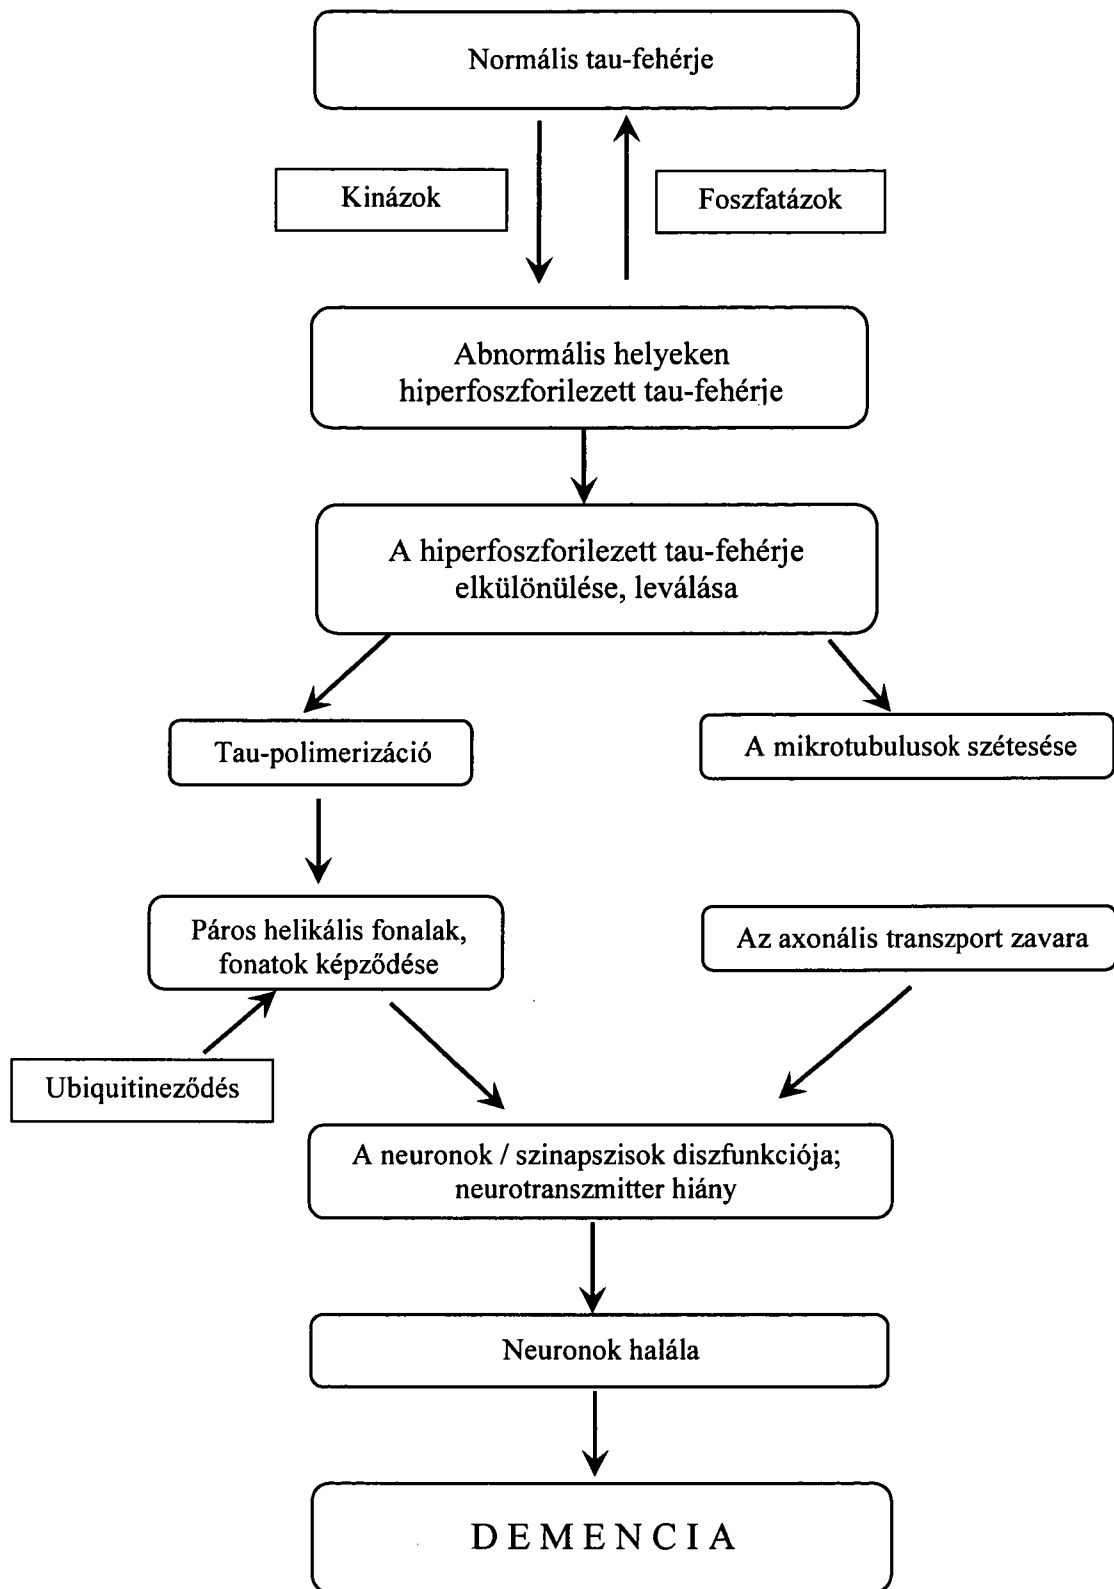 Normális tau-fehérje
Kinázok
Foszfatázok
Abnormális helyeken
hiperfoszforilezett tau-fehérje
A hiperfoszforilezett tau-fehérje
elkülönülése, leválása
Tau-polimerizáció
A mikrotubulusok szétesése
Páros helikális fonalak,
fonatok képződése
Az axonális transzport zavara
Ubiquitineződés
A neuronok / szinapszisok diszfunkciója;
neurotranszmitter hiány
Neuronok halála
DEMENCIA